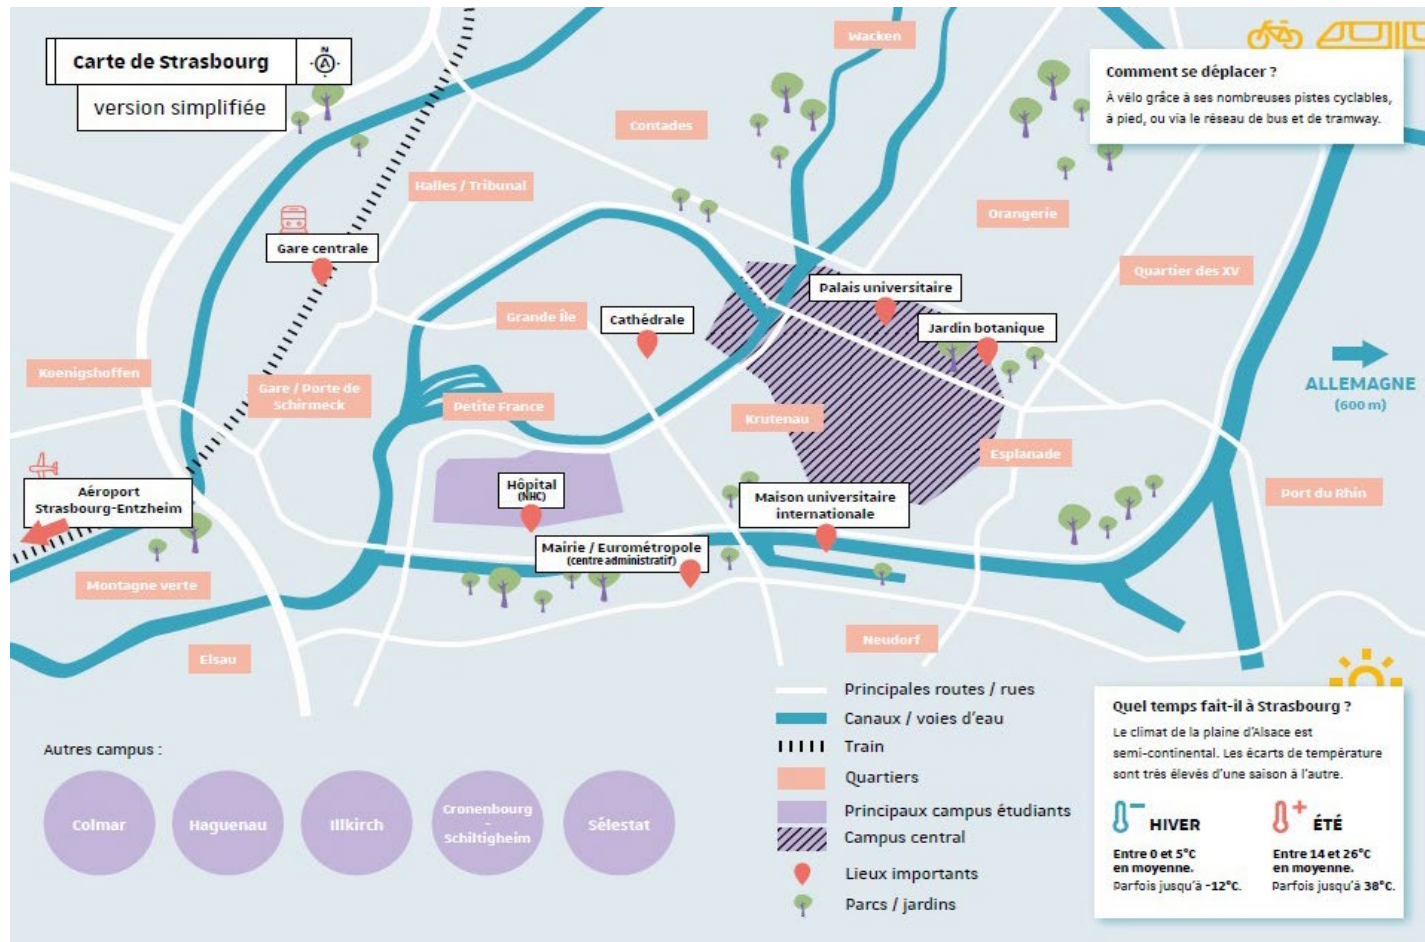 Carte de Strasbourg
N
version simplifiée
Wacken
Comment se déplacer ?
À vélo grâce à ses nombreuses pistes cyclables,
à pied, ou via le réseau de bus et de tramway.
Contades
Halles / Tribunal
Orangerie
Gare centrale
Quartier des XV
Palais universitaire
Grande Île
Cathédrale
Jardin botanique
Koenigshoffen
Gare / Porte de
Schirmeck
Petite France
Krutenau
ALLEMAGNE
(600 m)
Esplanade
Aéroport
Strasbourg-Entzheim
Hôpital
(NHC)
Maison universitaire
internationale
Port du Rhin
Mairie / Eurométropole
(centre administratif)
Montagne verte
Elsau
Neudorf
Principales routes / rues
Canaux / voies d'eau
Train
Quartiers
Principaux campus étudiants
Campus central
Lieux importants
Parcs / jardins
Autres campus :
Colmar
Haguenau
Illkirch
Cronenbourg
-
Schiltigheim
Sélestat
Quel temps fait-il à Strasbourg ?
Le climat de la plaine d'Alsace est
semi-continental. Les écarts de température
sont très élevés d'une saison à l'autre.
HIVER
Entre 0 et 5°C
en moyenne.
Parfois jusqu'à -12°C.
ÉTÉ
Entre 14 et 26°C
en moyenne.
Parfois jusqu'à 38°C.